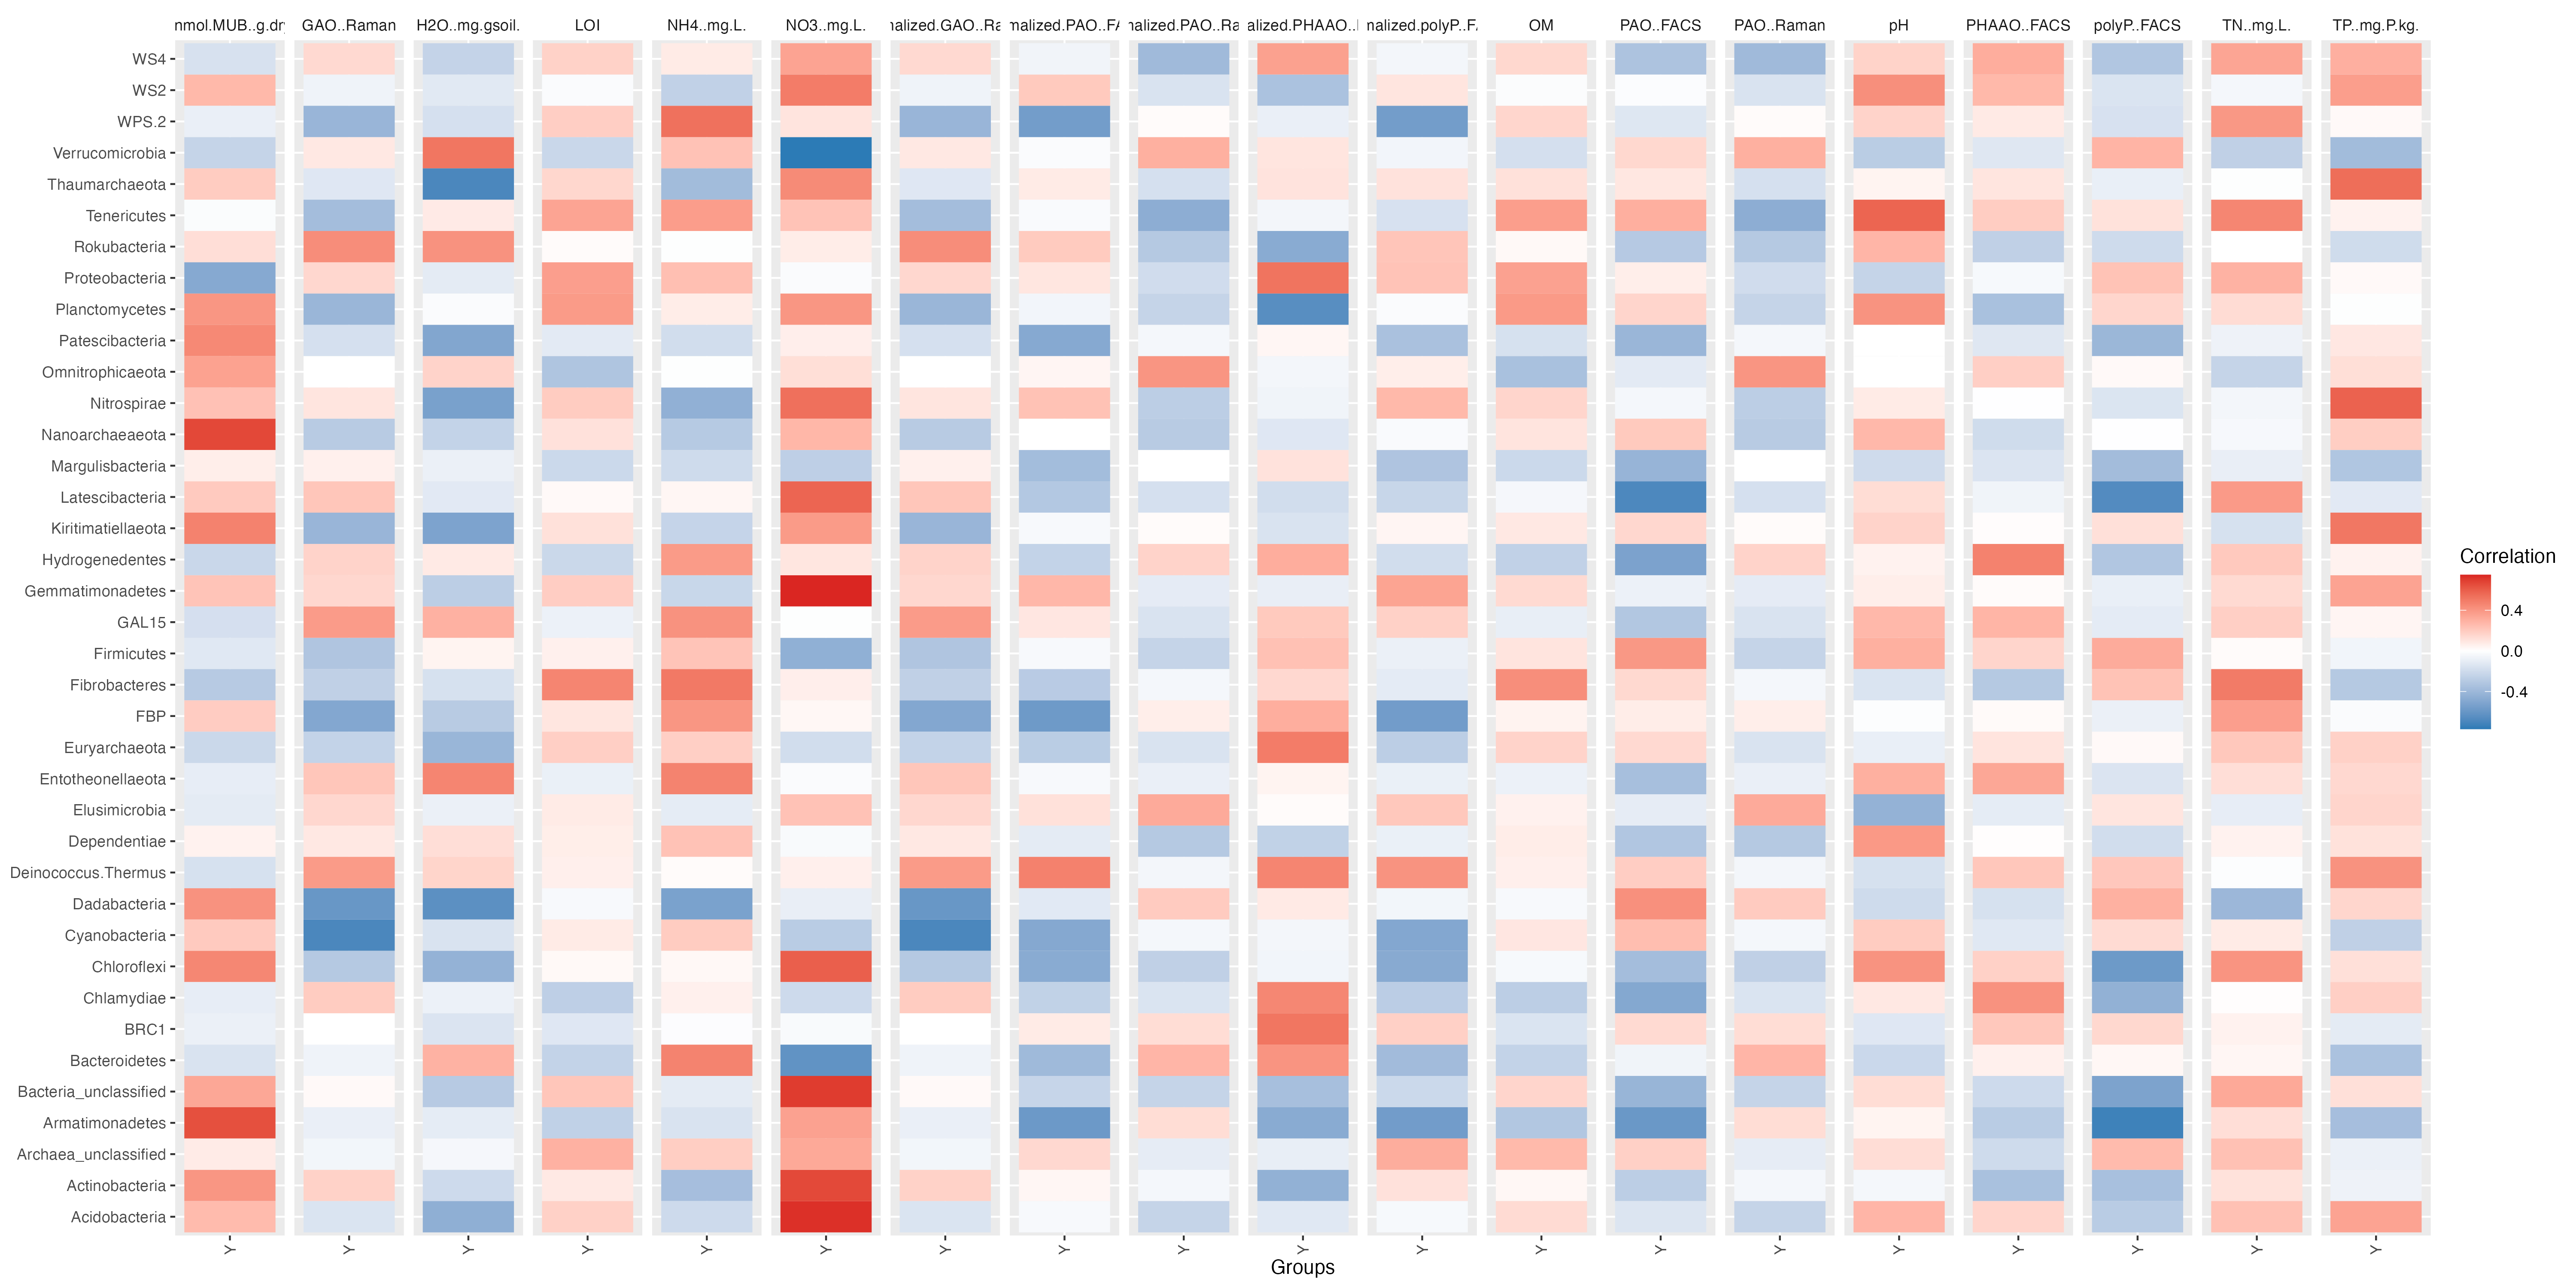 nmol.MUB..g.dry GAO..Raman H2O..mg.gsoil. LOI NH4..mg.L. NO3..mg.L. nalized.GAO..Ra malized.PAO..FA nalized.PAO..Ra alized.PHAAO.. nalized.polyP..F OM PAO..FACS PAO..Raman pH PHAAO..FACS polyP..FACS TN..mg.L. TP..mg.P.kg.
WS4
WS2
WPS.2
Verrucomicrobia
Thaumarchaeota
Tenericutes
Rokubacteria
Proteobacteria
Planctomycetes
Patescibacteria
Omnitrophicaeota
Nitrospirae
Nanoarchaeaeota
Margulisbacteria
Latescibacteria
Kiritimatiellaeota
Hydrogenedentes
Gemmatimonadetes
GAL15
Firmicutes
Fibrobacteres
FBP
Euryarchaeota
Entotheonellaeota
Elusimicrobia
Dependentiae
Deinococcus.Thermus
Dadabacteria
Cyanobacteria
Chloroflexi
Chlamydiae
BRC1
Bacteroidetes
Bacteria_unclassified
Armatimonadetes
Archaea_unclassified
Actinobacteria
Acidobacteria
Y Y Y Y Y Y Y Y Y Y Y Y Y Y Y Y Y Y Y
Groups
Correlation
0.4
0.0
-0.4